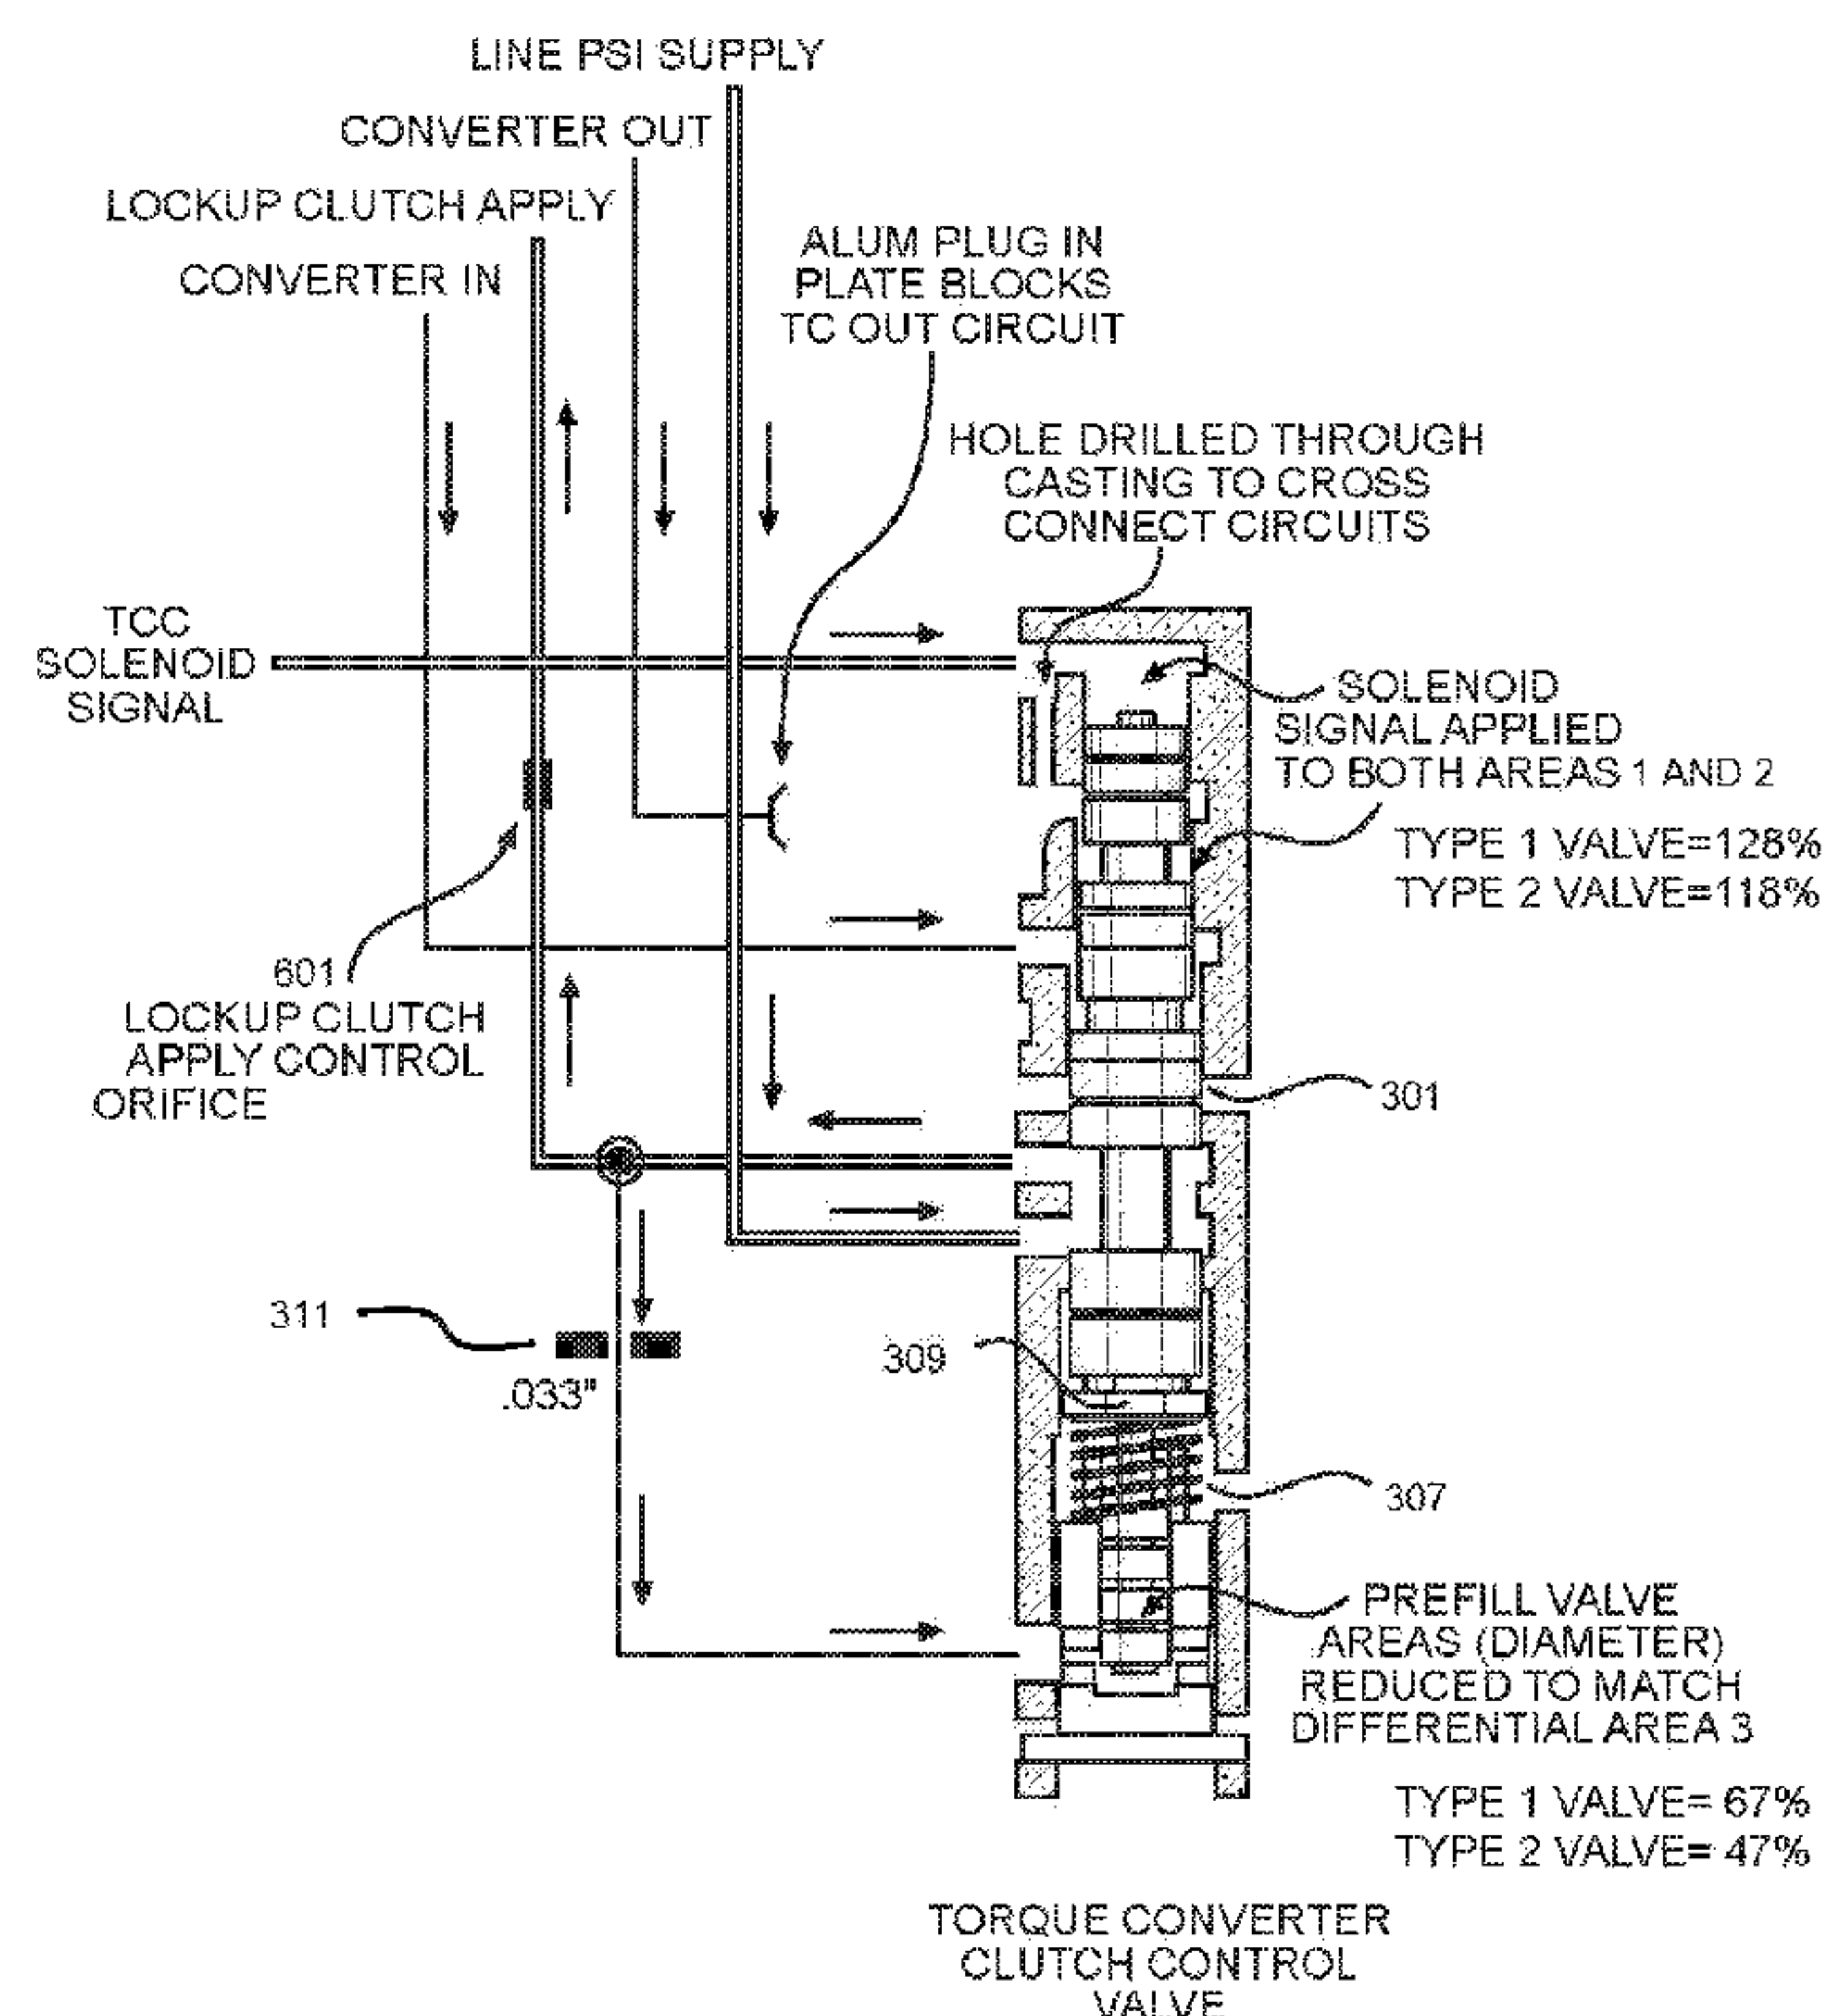 LINE PSI SUPPLY
CONVERTER OUT
LOCKUP CLUTCH APPLY
CONVERTER IN
ALUM PLUG IN
PLATE BLOCKS
TC OUT CIRCUIT
HOLE DRILLED THROUGH
CASTING TO CROSS
CONNECT CIRCUITS
TCC
SOLENOID
SIGNAL
SOLENOID
SIGNAL APPLIED
TO BOTH AREAS 1 AND 2
TYPE 1 VALVE=128%
TYPE 2 VALVE=118%
601
LOCKUP CLUTCH
APPLY CONTROL
ORIFICE
301
311
.033"
309
307
PREFILL VALVE
AREAS (DIAMETER)
REDUCED TO MATCH
DIFFERENTIAL AREA 3
TYPE 1 VALVE= 67%
TYPE 2 VALVE= 47%
TORQUE CONVERTER
CLUTCH CONTROL
VALVE